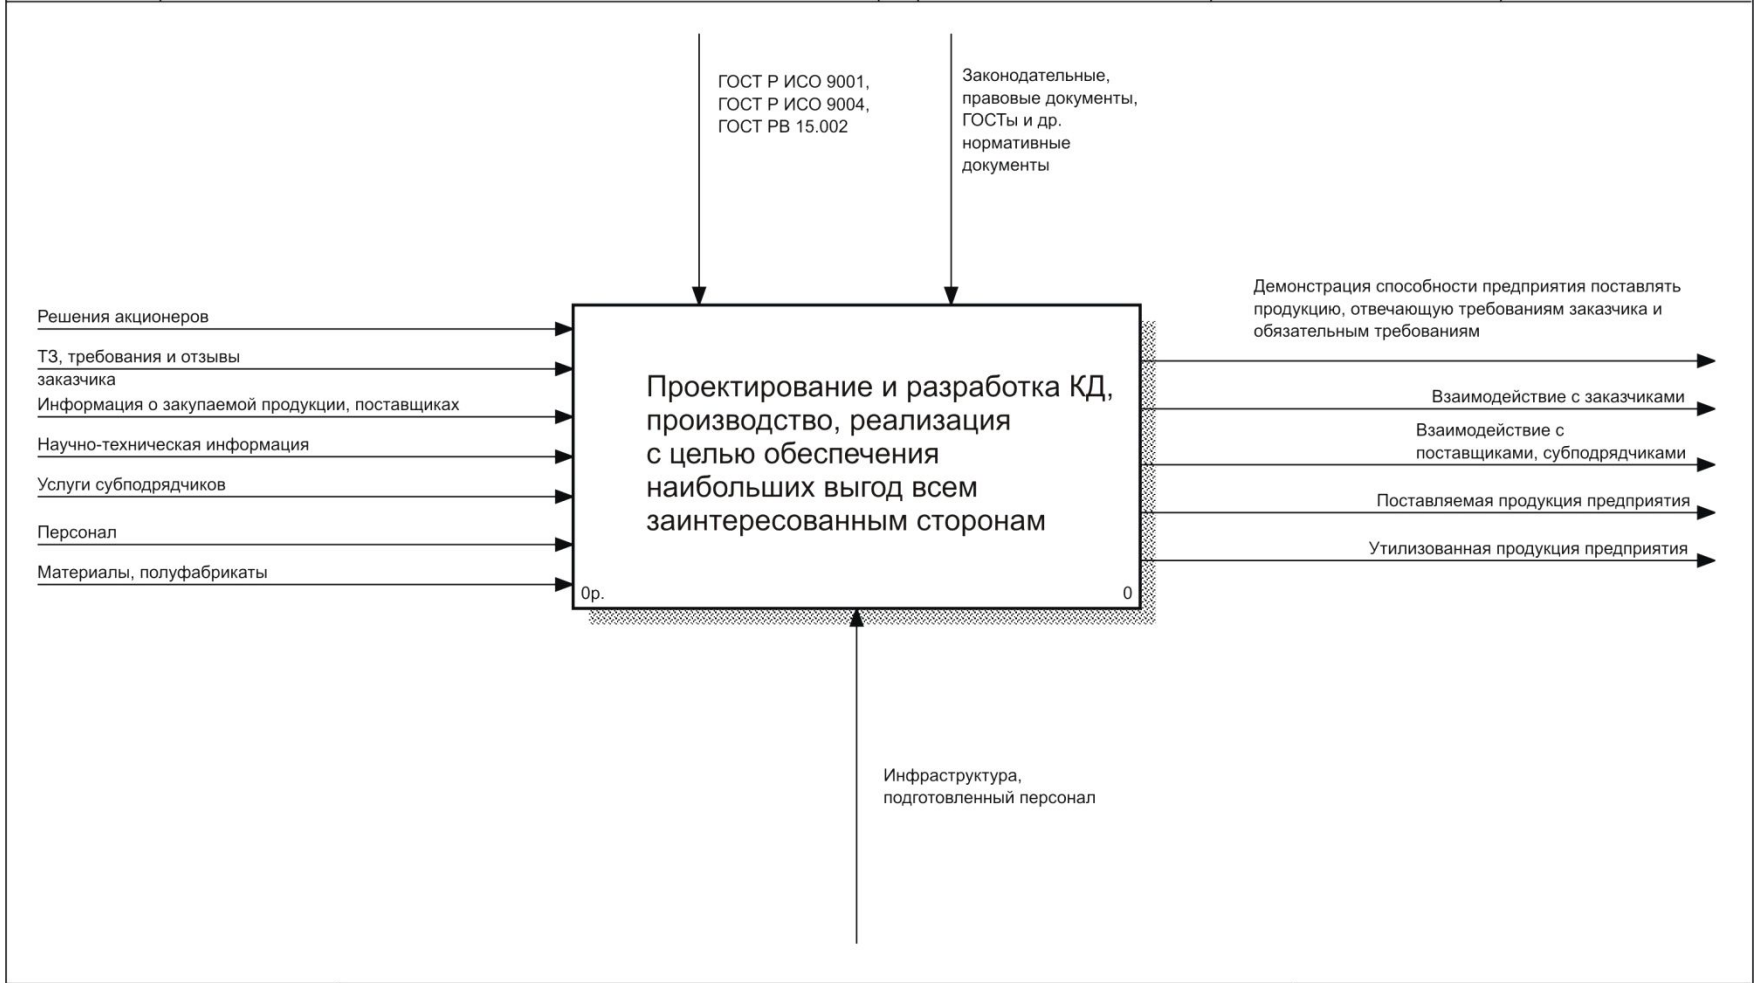 ГОСТ Р ИСО 9001,
ГОСТ Р ИСО 9004,
ГОСТ РВ 15.002
Законодательные,
правовые документы,
ГОСТы и др.
нормативные
документы
Решения акционеров
ТЗ, требования и отзывы
заказчика
Информация о закупаемой продукции, поставщиках
Научно-техническая информация
Услуги субподрядчиков
Персонал
Материалы, полуфабрикаты
Проектирование и разработка КД,
производство, реализация
с целью обеспечения
наибольших выгод всем
заинтересованным сторонам
0р.
0
Демонстрация способности предприятия поставлять
продукцию, отвечающую требованиям заказчика и
обязательным требованиям
Взаимодействие с заказчиками
Взаимодействие с
поставщиками, субподрядчиками
Поставляемая продукция предприятия
Утилизованная продукция предприятия
Инфраструктура,
подготовленный персонал